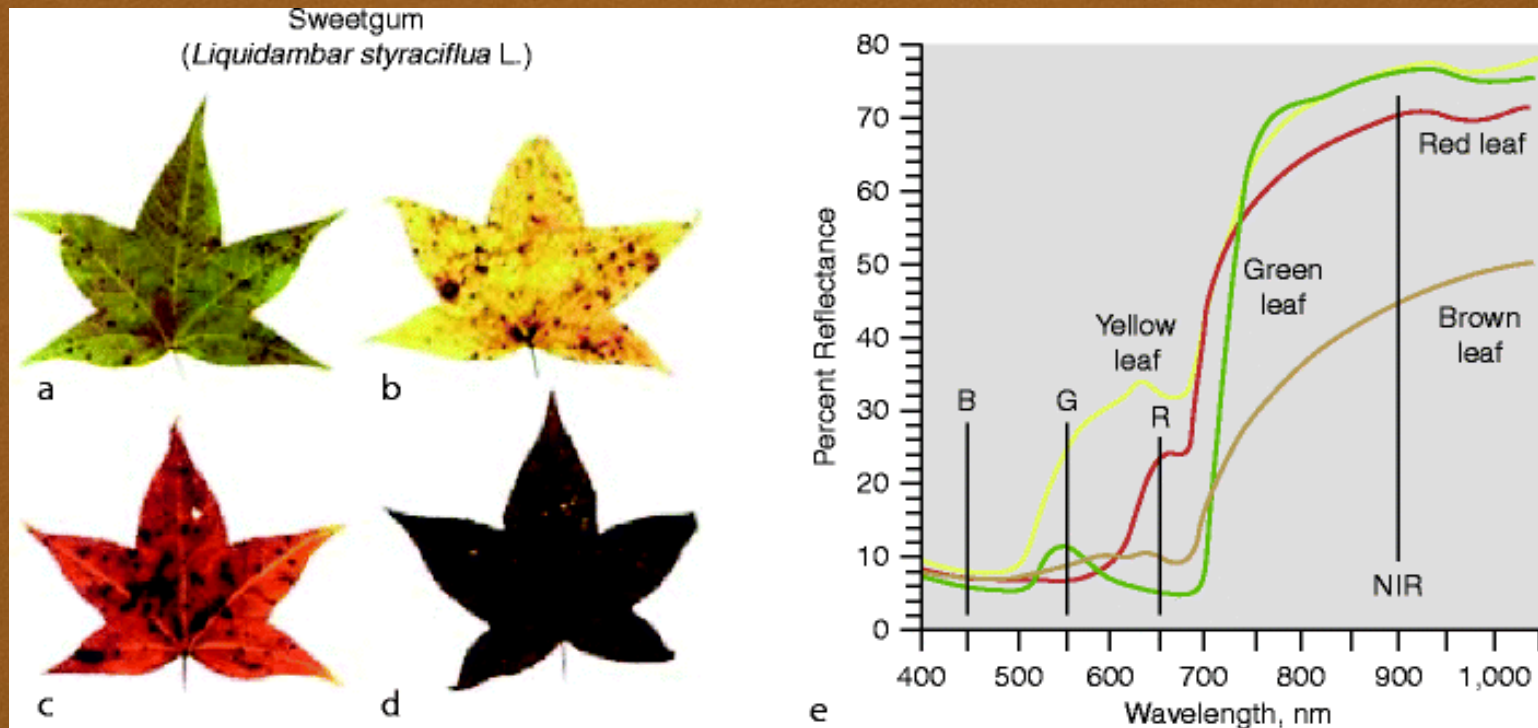 Sweetgum
(Liquidambar styraciflua L.)
a
b
c
d
e
Percent Reflectance
80
70
60
50
40
30
20
10
0
B
G
R
NIR
Yellow
leaf
Green
leaf
Red leaf
Brown
leaf
400 500 600 700 800 900 1,000
Wavelength, nm